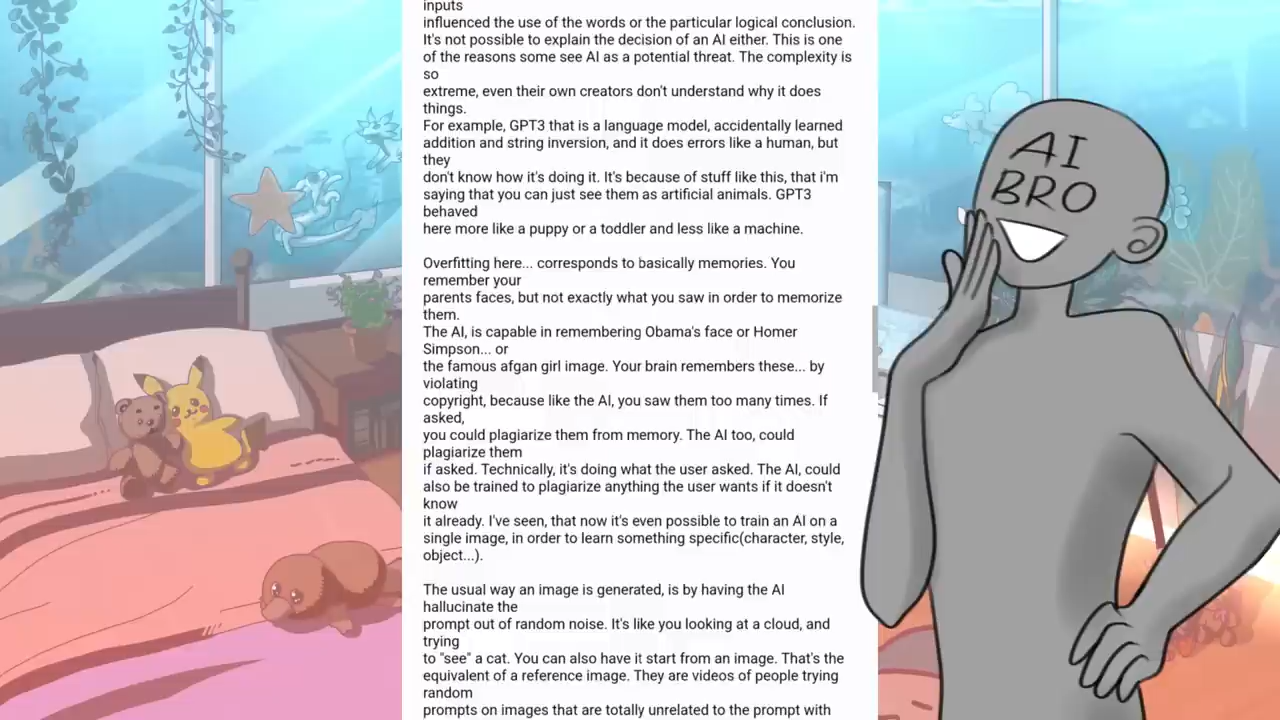 inputs
influenced the use of the words or the particular logical conclusion.
It's not possible to explain the decision of an AI either. This is one
of the reasons some see AI as a potential threat. The complexity is
so
extreme, even their own creators don't understand why it does
things.
For example, GPT3 that is a language model, accidentally learned
addition and string inversion, and it does errors like a human, but
they
don't know how it's doing it. It's because of stuff like this, that i'm
saying that you can just see them as artificial animals. GPT3
behaved
here more like a puppy or a toddler and less like a machine.
Overfitting here... corresponds to basically memories. You
remember your
parents faces, but not exactly what you saw in order to memorize
them.
The AI, is capable in remembering Obama's face or Homer
Simpson... or
the famous afgan girl image. Your brain remembers these... by
violating
copyright, because like the AI, you saw them too many times. If
asked,
you could plagiarize them from memory. The AI too, could
plagiarize them
if asked. Technically, it's doing what the user asked. The AI, could
also be trained to plagiarize anything the user wants if it doesn't
know
it already. I've seen, that now it's even possible to train an AI on a
single image, in order to learn something specific(character, style,
object...).
The usual way an image is generated, is by having the AI
hallucinate the
prompt out of random noise. It's like you looking at a cloud, and
trying
to "see" a cat. You can also have it start from an image. That's the
equivalent of a reference image. They are videos of people trying
random
prompts on images that are totally unrelated to the prompt with
AI
BRO